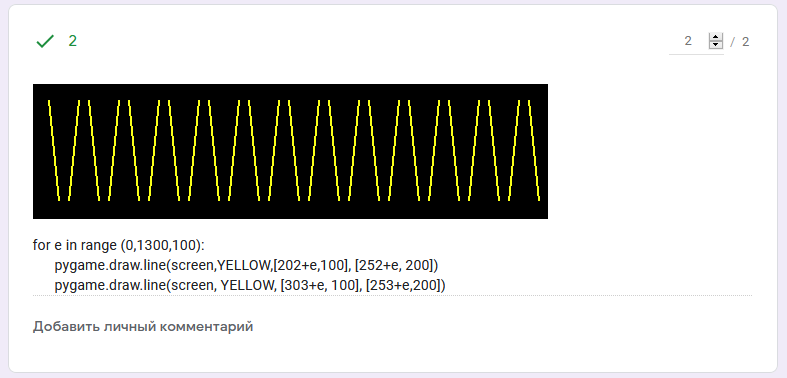 2
2 / 2
for e in range (0,1300,100):
pygame.draw.line(screen,YELLOW,[202+e,100], [252+e, 200])
pygame.draw.line(screen, YELLOW, [303+e, 100], [253+e,200])
Добавить личный комментарий